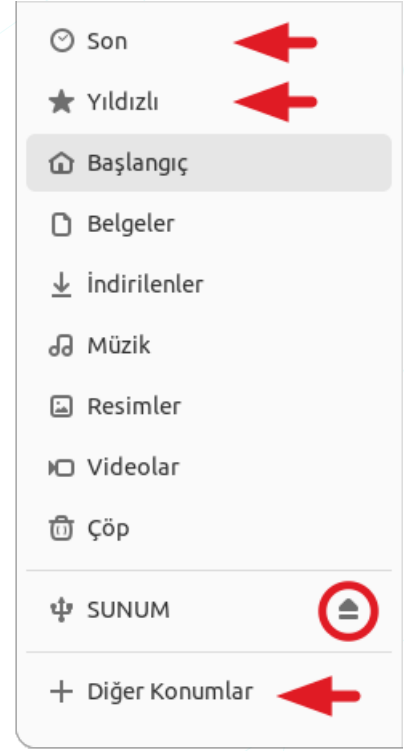 Son
Yıldızlı
Başlangıç
Belgeler
İndirilenler
Müzik
Resimler
Videolar
Çöp
SUNUM
Diğer Konumlar